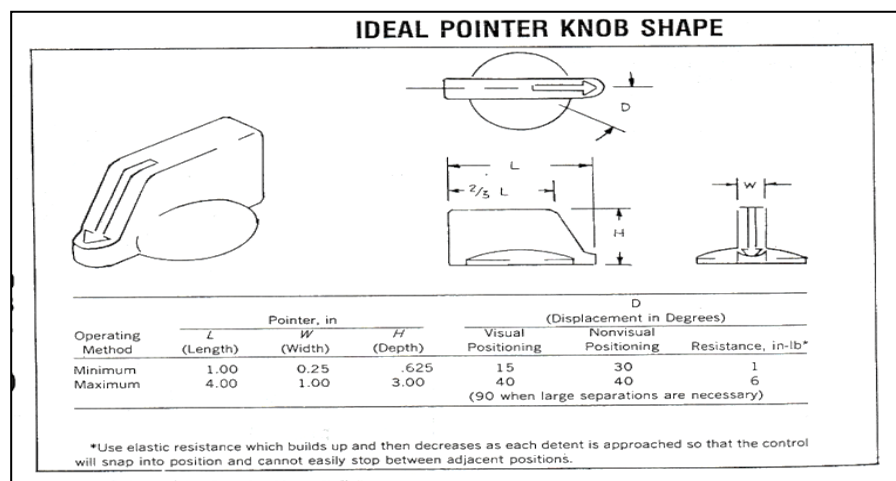 IDEAL POINTER KNOB SHAPE
D
L
2/3 L
W
H
D
Pointer, in (Displacement in Degrees)
Operating L W H Visual Nonvisual
Method (Length) (Width) (Depth) Positioning Positioning Resistance, in-lb*
Minimum 1.00 0.25 .625 15 30 1
Maximum 4.00 1.00 3.00 40 40 6
(90 when large separations are necessary)
*Use elastic resistance which builds up and then decreases as each detent is approached so that the control
will snap into position and cannot easily stop between adjacent positions.